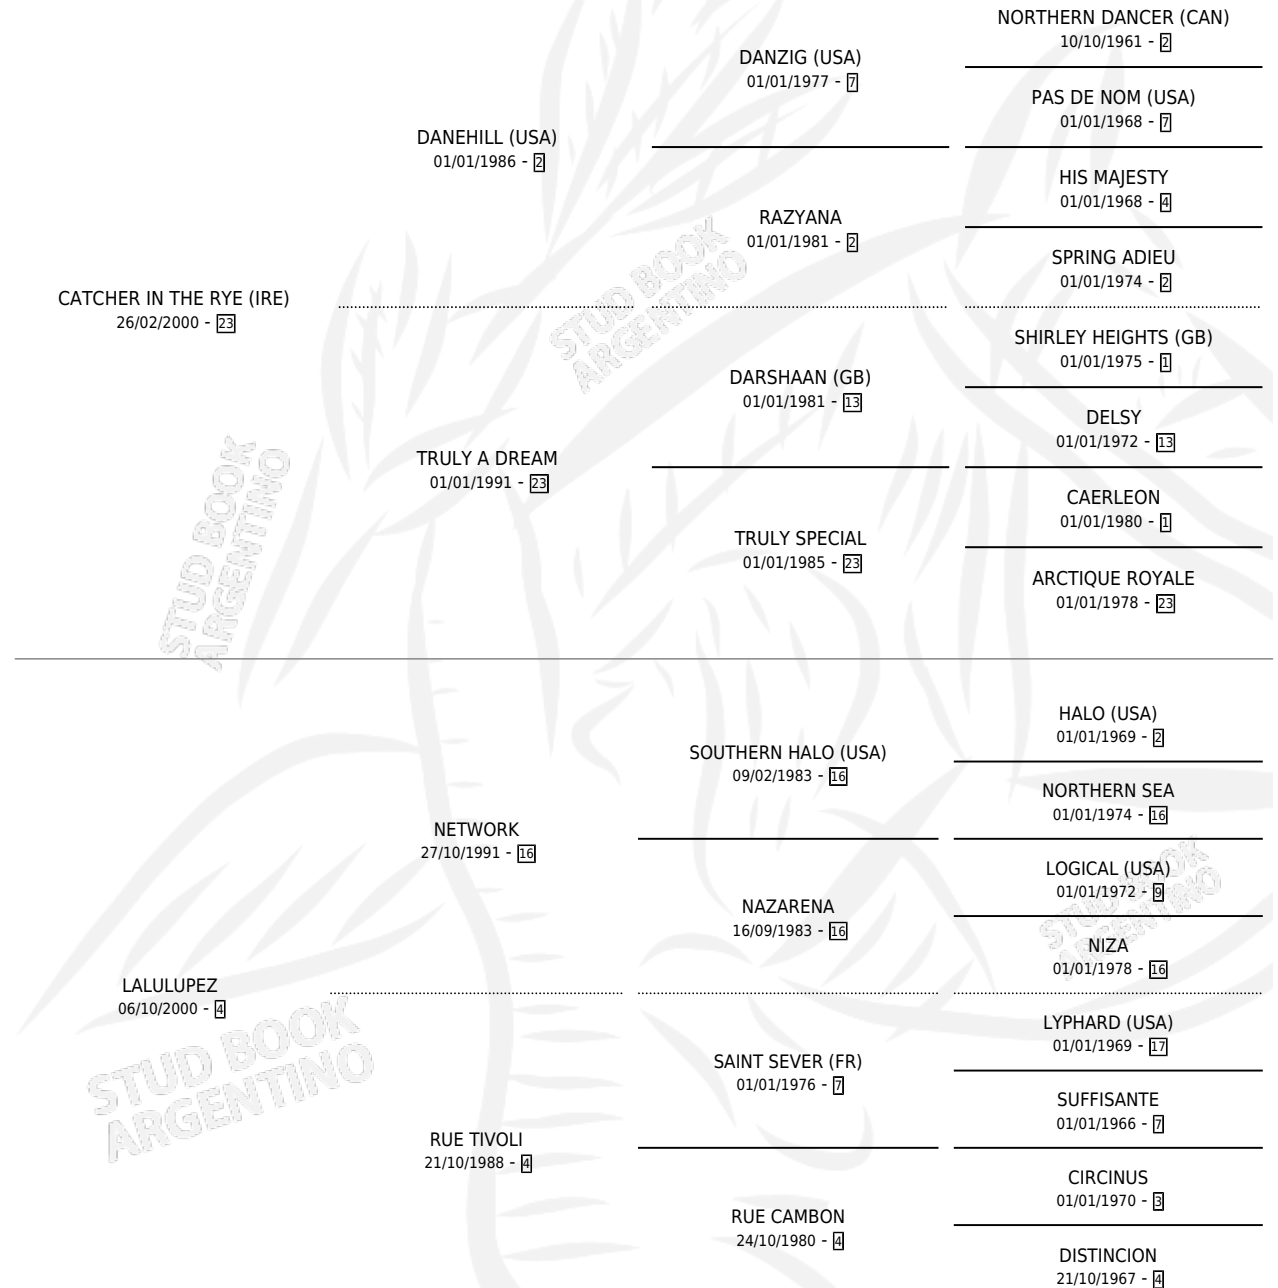 NORTHERN DANCER (CAN)
10/10/1961 - 2
DANZIG (USA)
01/01/1977 - 7
PAS DE NOM (USA)
01/01/1968 - 7
DANEHILL (USA)
01/01/1986 - 2
HIS MAJESTY
01/01/1968 - 4
RAZYANA
01/01/1981 - 2
SPRING ADIEU
01/01/1974 - 2
CATCHER IN THE RYE (IRE)
26/02/2000 - 23
STUD BOOK
ARGENTINO
SHIRLEY HEIGHTS (GB)
01/01/1975 - 1
DARSHAAN (GB)
01/01/1981 - 13
DELSY
01/01/1972 - 13
TRULY A DREAM
01/01/1991 - 23
CAERLEON
01/01/1980 - 1
TRULY SPECIAL
01/01/1985 - 23
ARCTIQUE ROYALE
01/01/1978 - 23
STUD BOOK
ARGENTINO
HALO (USA)
01/01/1969 - 2
SOUTHERN HALO (USA)
09/02/1983 - 16
NORTHERN SEA
01/01/1974 - 16
NETWORK
27/10/1991 - 16
LOGICAL (USA)
01/01/1972 - 9
NAZARENA
16/09/1983 - 16
STUD BOOK
ARGENTINO
NIZA
01/01/1978 - 16
LALULUPEZ
06/10/2000 - 4
STUD BOOK
ARGENTINO
LYPHARD (USA)
01/01/1969 - 17
SAINT SEVER (FR)
01/01/1976 - 7
SUFFISANTE
01/01/1966 - 7
RUE TIVOLI
21/10/1988 - 4
CIRCINUS
01/01/1970 - 3
RUE CAMBON
24/10/1980 - 4
DISTINCION
21/10/1967 - 4